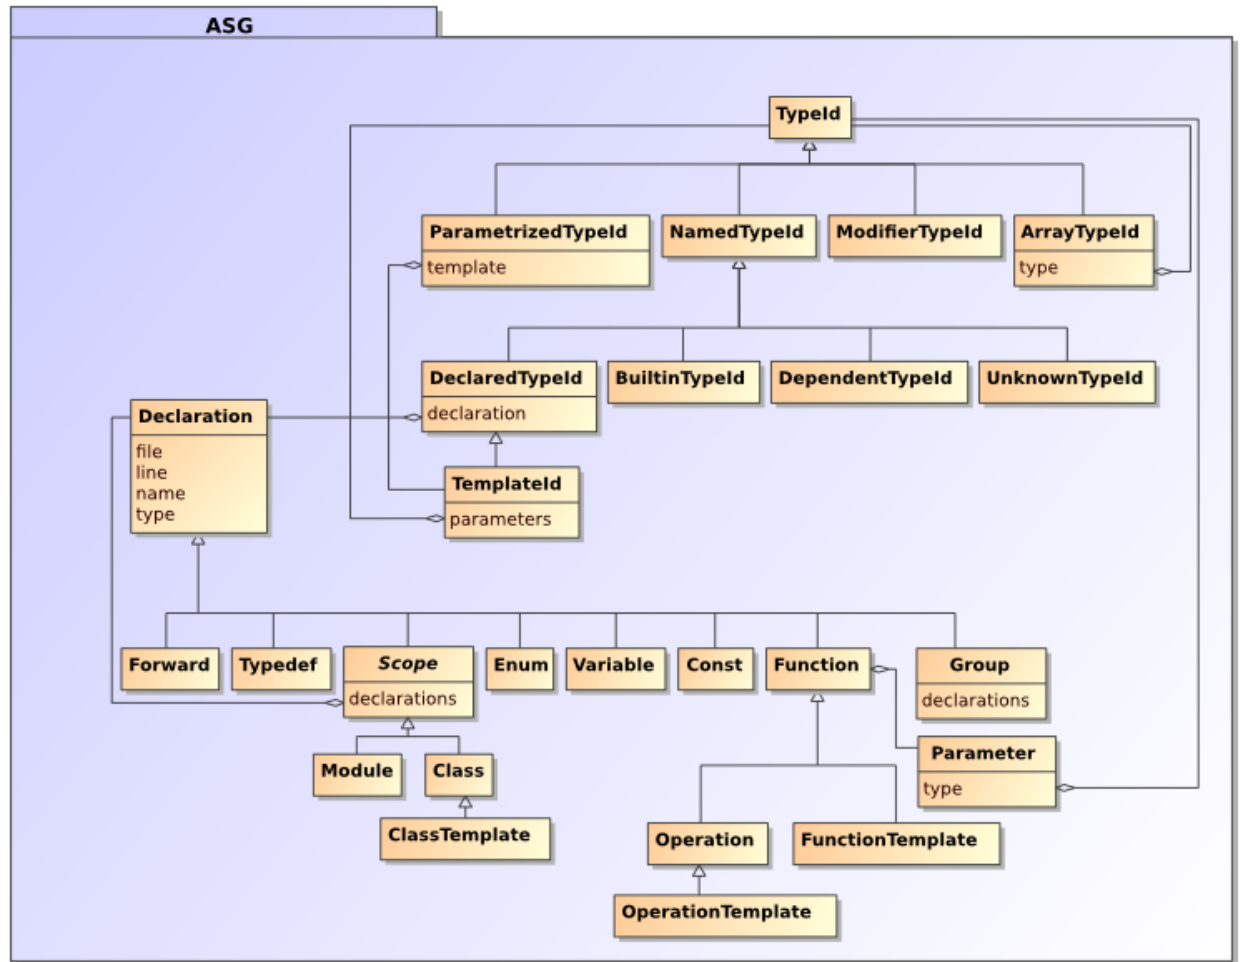 ASG
TypeId
ParametrizedTypeId
template
NamedTypeId
ModifierTypeId
ArrayTypeId
type
DeclaredTypeId
declaration
BuiltinTypeId
DependentTypeId
UnknownTypeId
Declaration
file
line
name
type
TemplateId
parameters
Forward
Typedef
Scope
declarations
Enum
Variable
Const
Function
Group
declarations
Module
Class
Parameter
type
ClassTemplate
Operation
FunctionTemplate
OperationTemplate